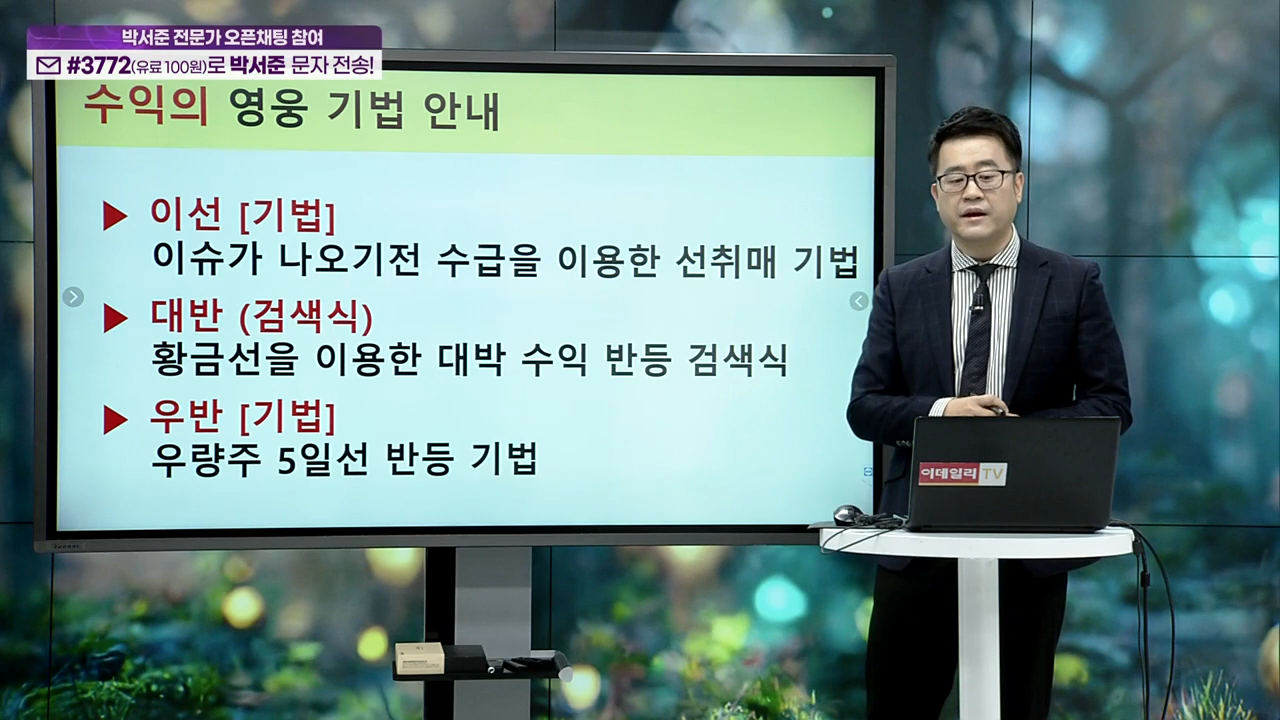 박서준 전문가 오픈채팅 참여
#3772(유료 100원)로 박서준 문자 전송!
수익의 영웅 기법 안내
▶ 이선 [기법]
이슈가 나오기전 수급을 이용한 선취매 기법
▶ 대반 (검색식)
황금선을 이용한 대박 수익 반등 검색식
▶ 우반 [기법]
우량주 5일선 반등 기법
이데일리 TV